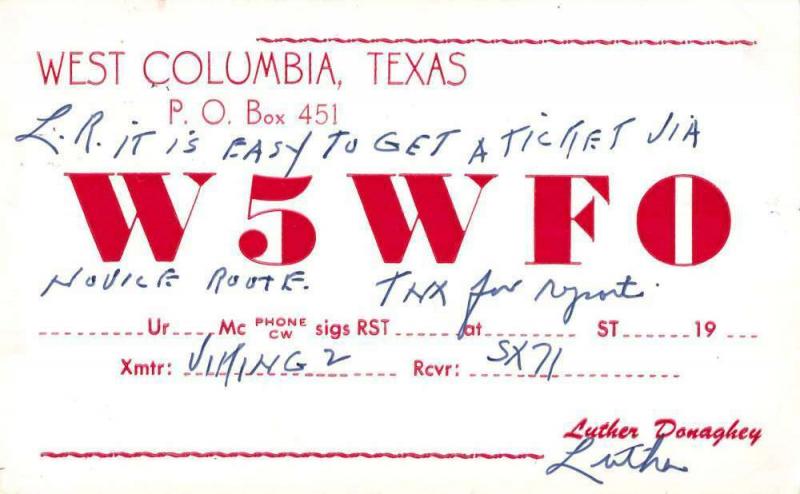 WEST COLUMBIA, TEXAS
P. O. Box 451
L.R. IT IS EASY TO GET A TICKET VIA
W5WFO
NOVICE ROUTE. TNX for report.
Ur Mc PHONE CW sigs RST at ST 19
Xmtr: VIKING 2 Rcvr: SX71
Luther Donaghey
Luther